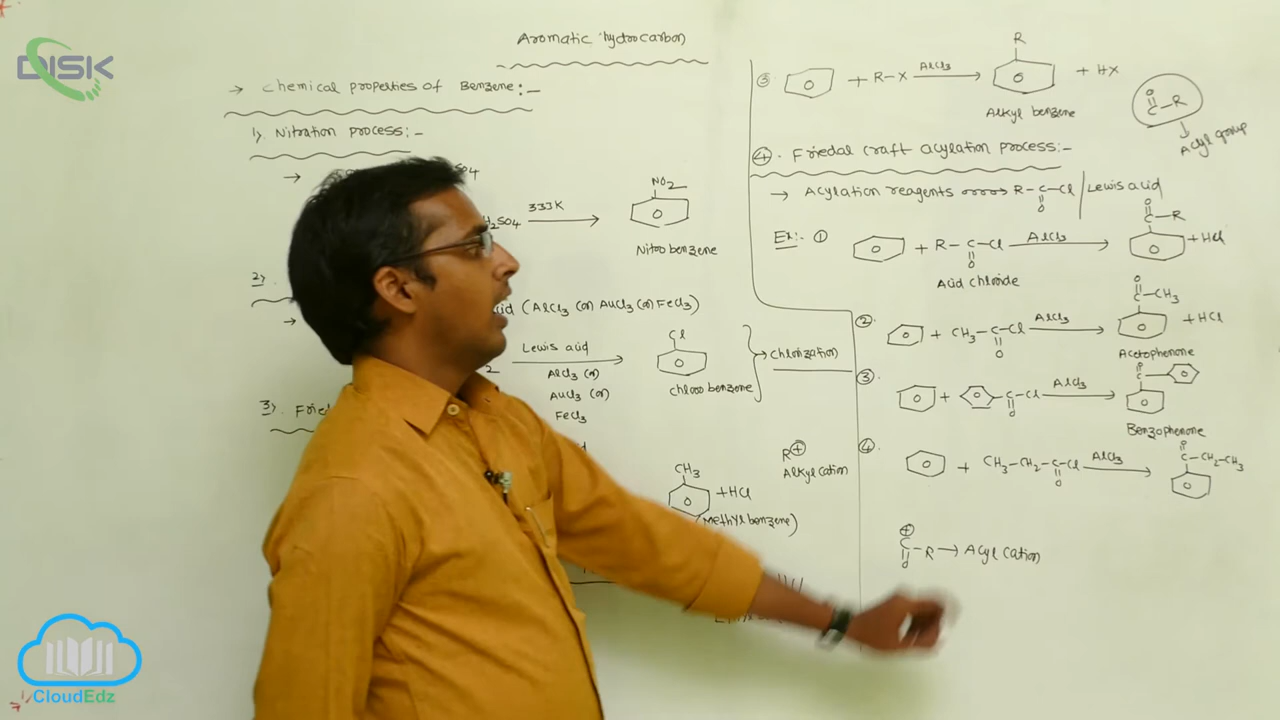 DISK
Aromatic hydrocarbon
→ Chemical properties of Benzene:-
1) Nitration process:-
→
H2SO4 333K →
NO2
Nitro benzene
2)
→
(AlCl3 (or) AuCl3 (or) FeCl3)
Lewis acid →
AlCl3 (or)
AuCl3 (or)
FeCl3
Cl
chloro benzene
→ Chlorization
3). Fried
CH3
+HCl
(Methyl benzene)
R⊕
Alkyl cation
③ + R-X AlCl3 → R + HX
Alkyl benzene
O
C-R
Acyl group
④. Friedal craft acylation process:-
→ Acylation reagents R-C-Cl / Lewis acid
O
Ex:- ① + R-C-Cl AlCl3 → C-R +HCl
O
Acid chloride
②. + CH3-C-Cl AlCl3 → C-CH3 +HCl
O
Acetophenone
③. + C-Cl AlCl3 → C
O
Benzophenone
④. + CH3-CH2-C-Cl AlCl3 → C-CH2-CH3
O
⊕
C-R → Acyl cation
O
CloudEdz